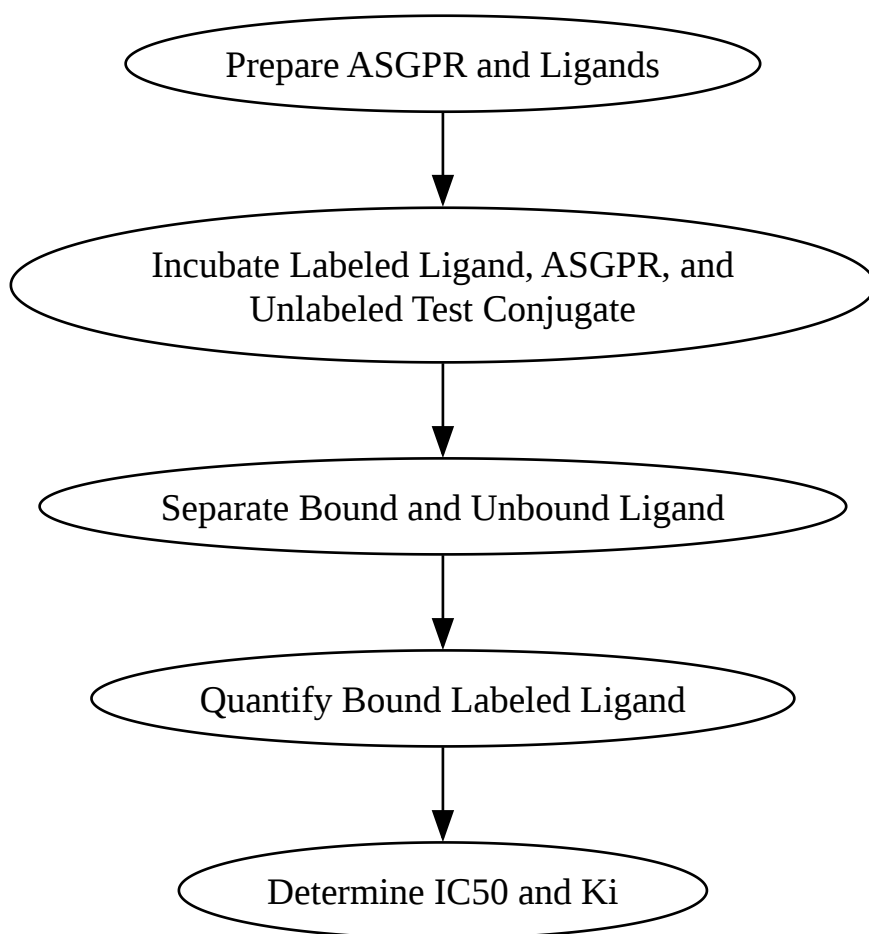 Prepare ASGPR and Ligands
Incubate Labeled Ligand, ASGPR, and
Unlabeled Test Conjugate
Separate Bound and Unbound Ligand
Quantify Bound Labeled Ligand
Determine IC50 and Ki